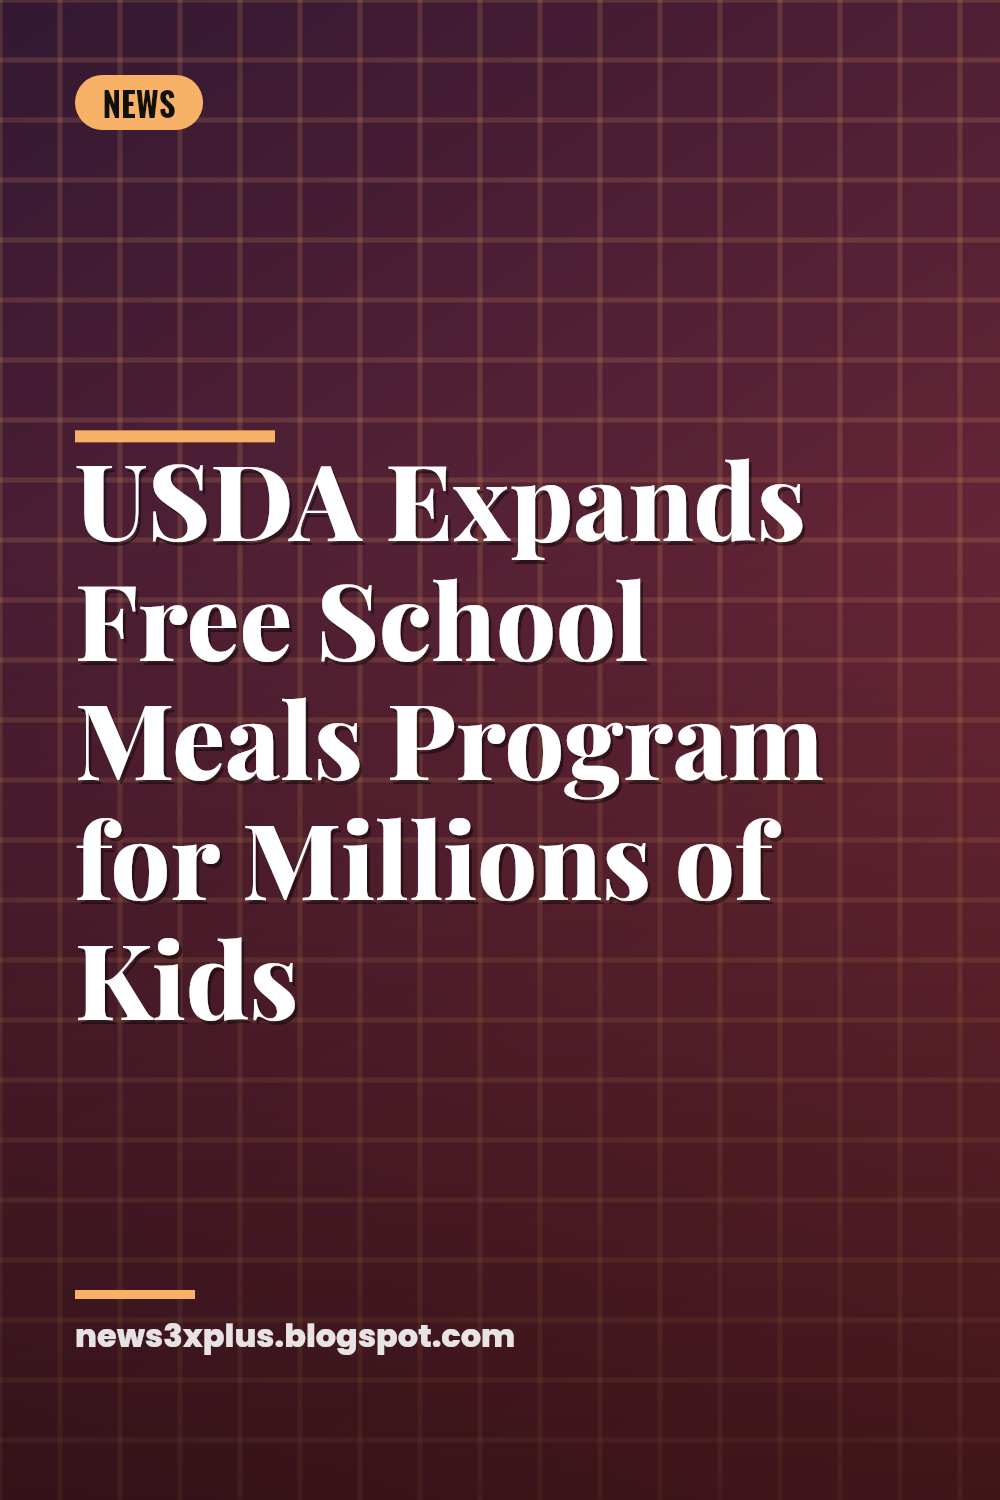 NEWS
USDA Expands
Free School
Meals Program
for Millions of
Kids
news3xplus.blogspot.com